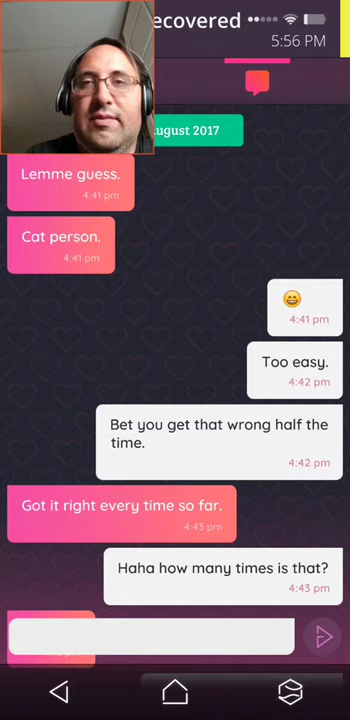 ecovered
5:56 PM
ugust 2017
Lemme guess.
4:41 pm
Cat person.
4:41 pm
4:41 pm
Too easy.
4:42 pm
Bet you get that wrong half the
time.
4:42 pm
Got it right every time so far.
4:43 pm
Haha how many times is that?
4:43 pm